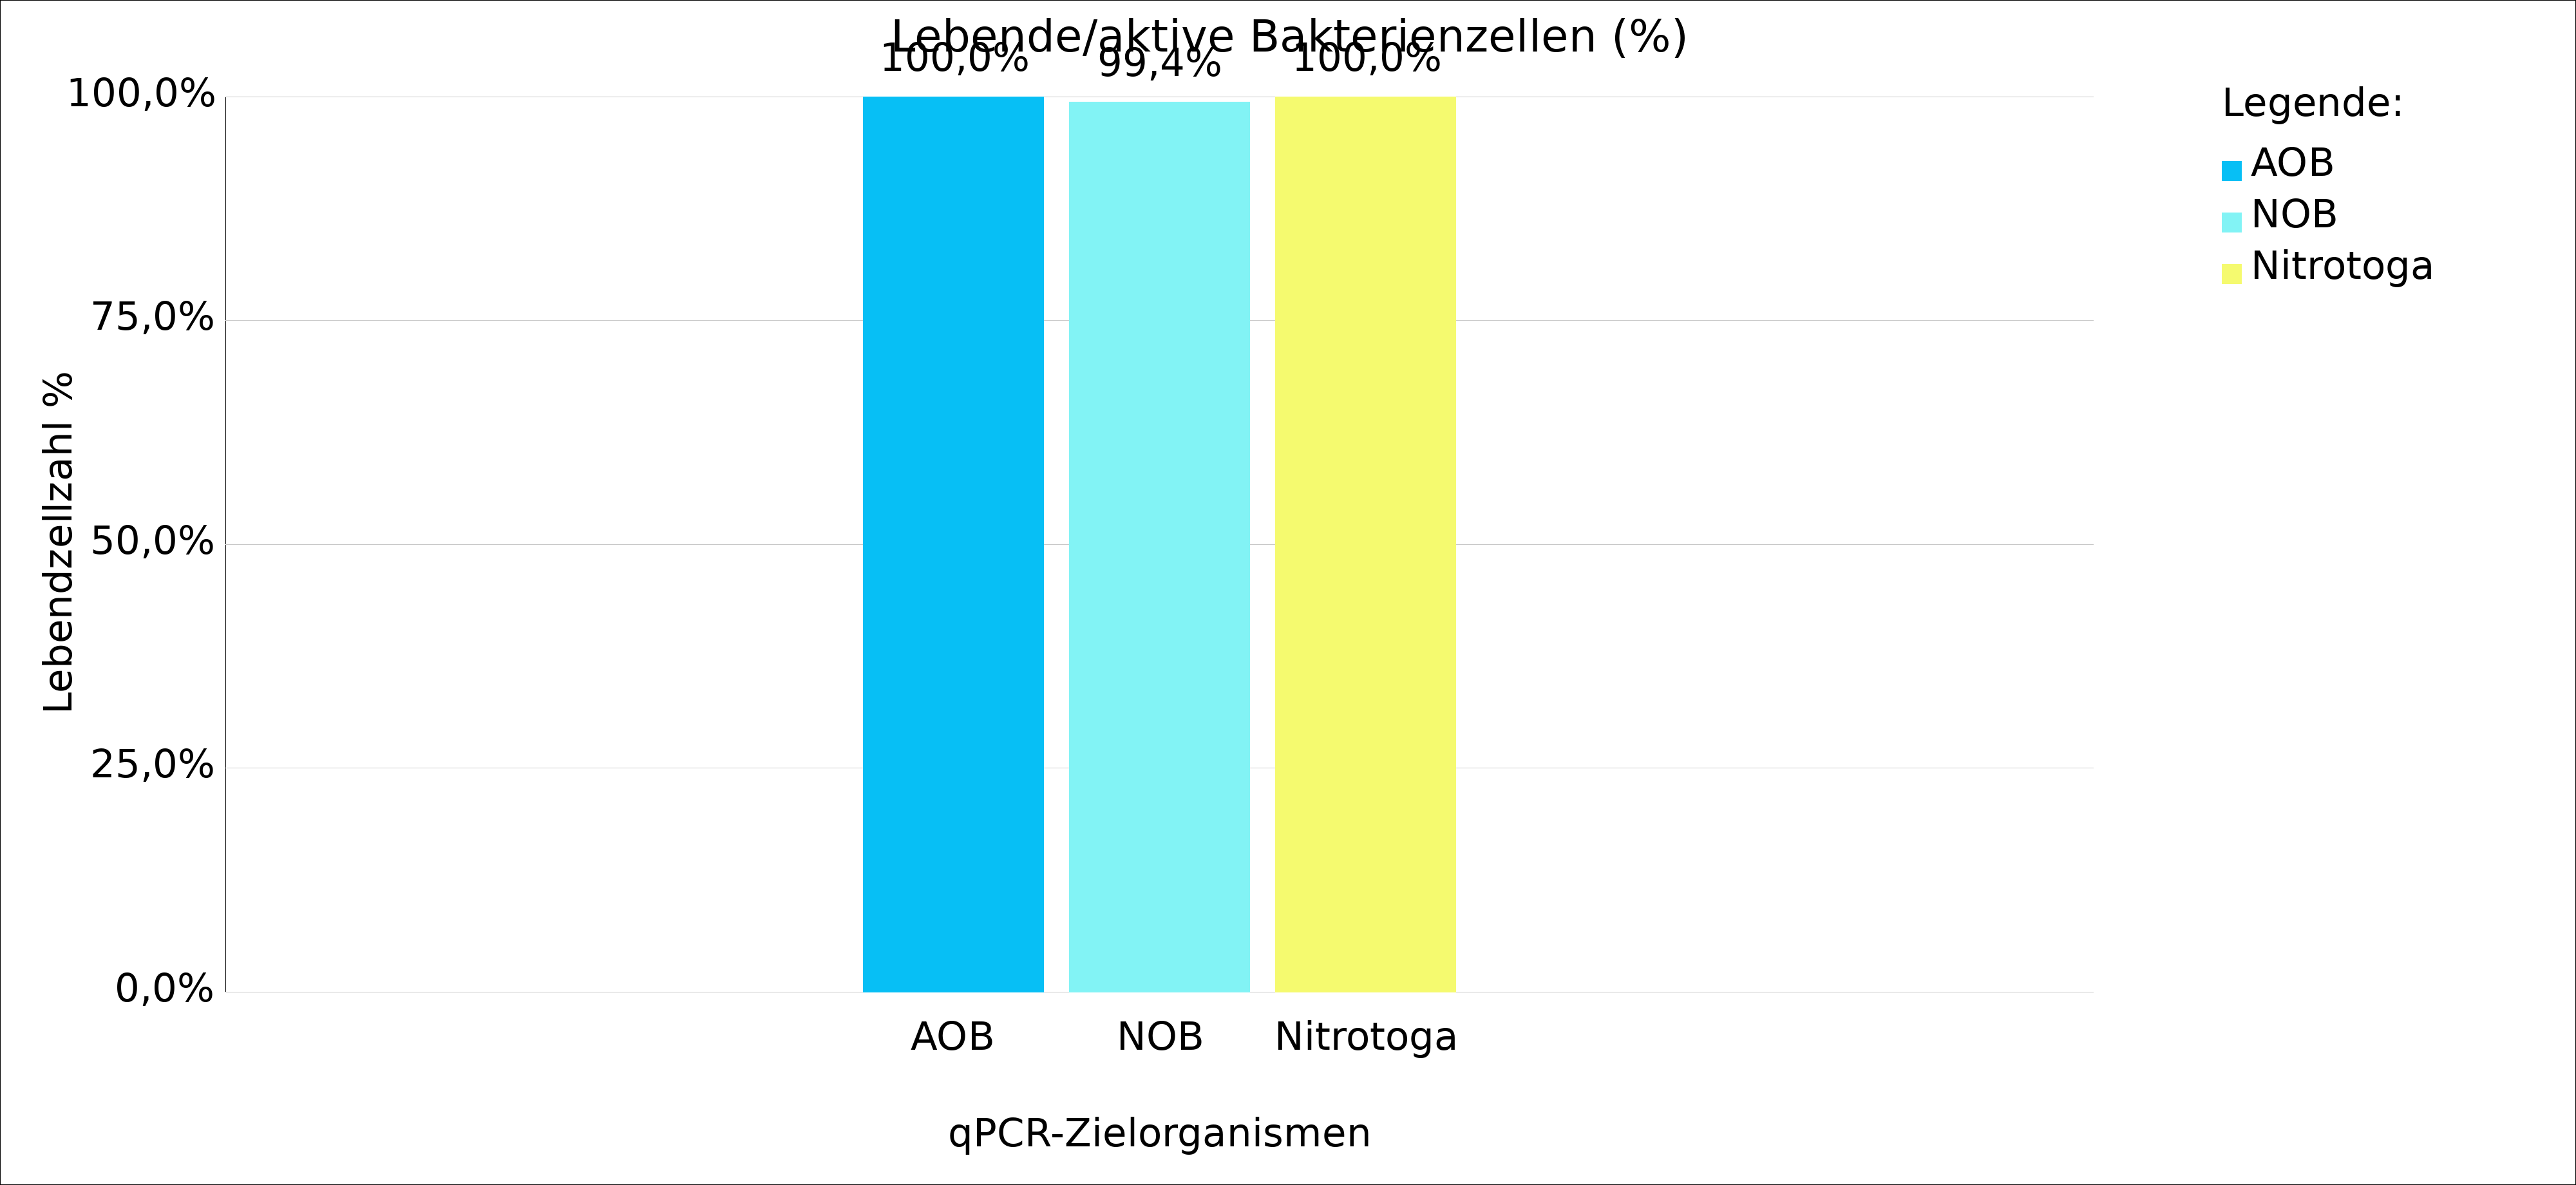 Lebende/aktive Bakterienzellen (%)
100,0%
99,4%
100,0%
100,0%
75,0%
50,0%
25,0%
0,0%
Lebendzellzahl %
AOB
NOB
Nitrotoga
qPCR-Zielorganismen
Legende:
AOB
NOB
Nitrotoga